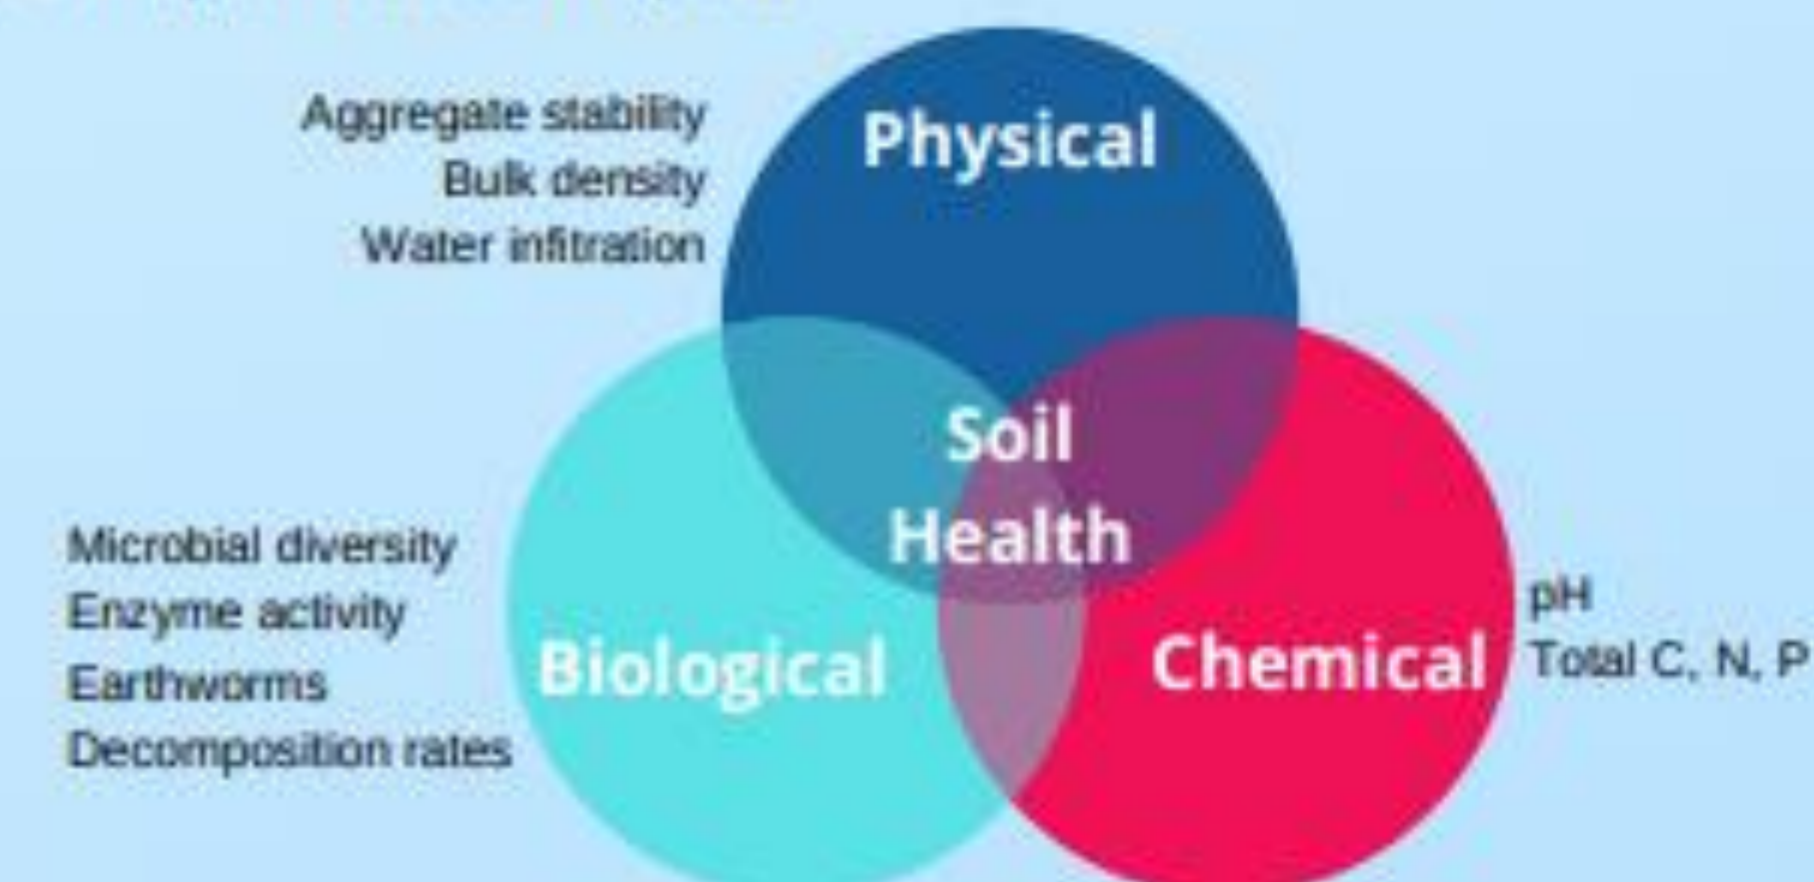 Aggregate stability
Bulk density
Water infitration
Physical
Soil
Health
Microbial diversity
Enzyme activity
Earthworms
Decomposition rates
Biological
Chemical
pH
Total C, N, P